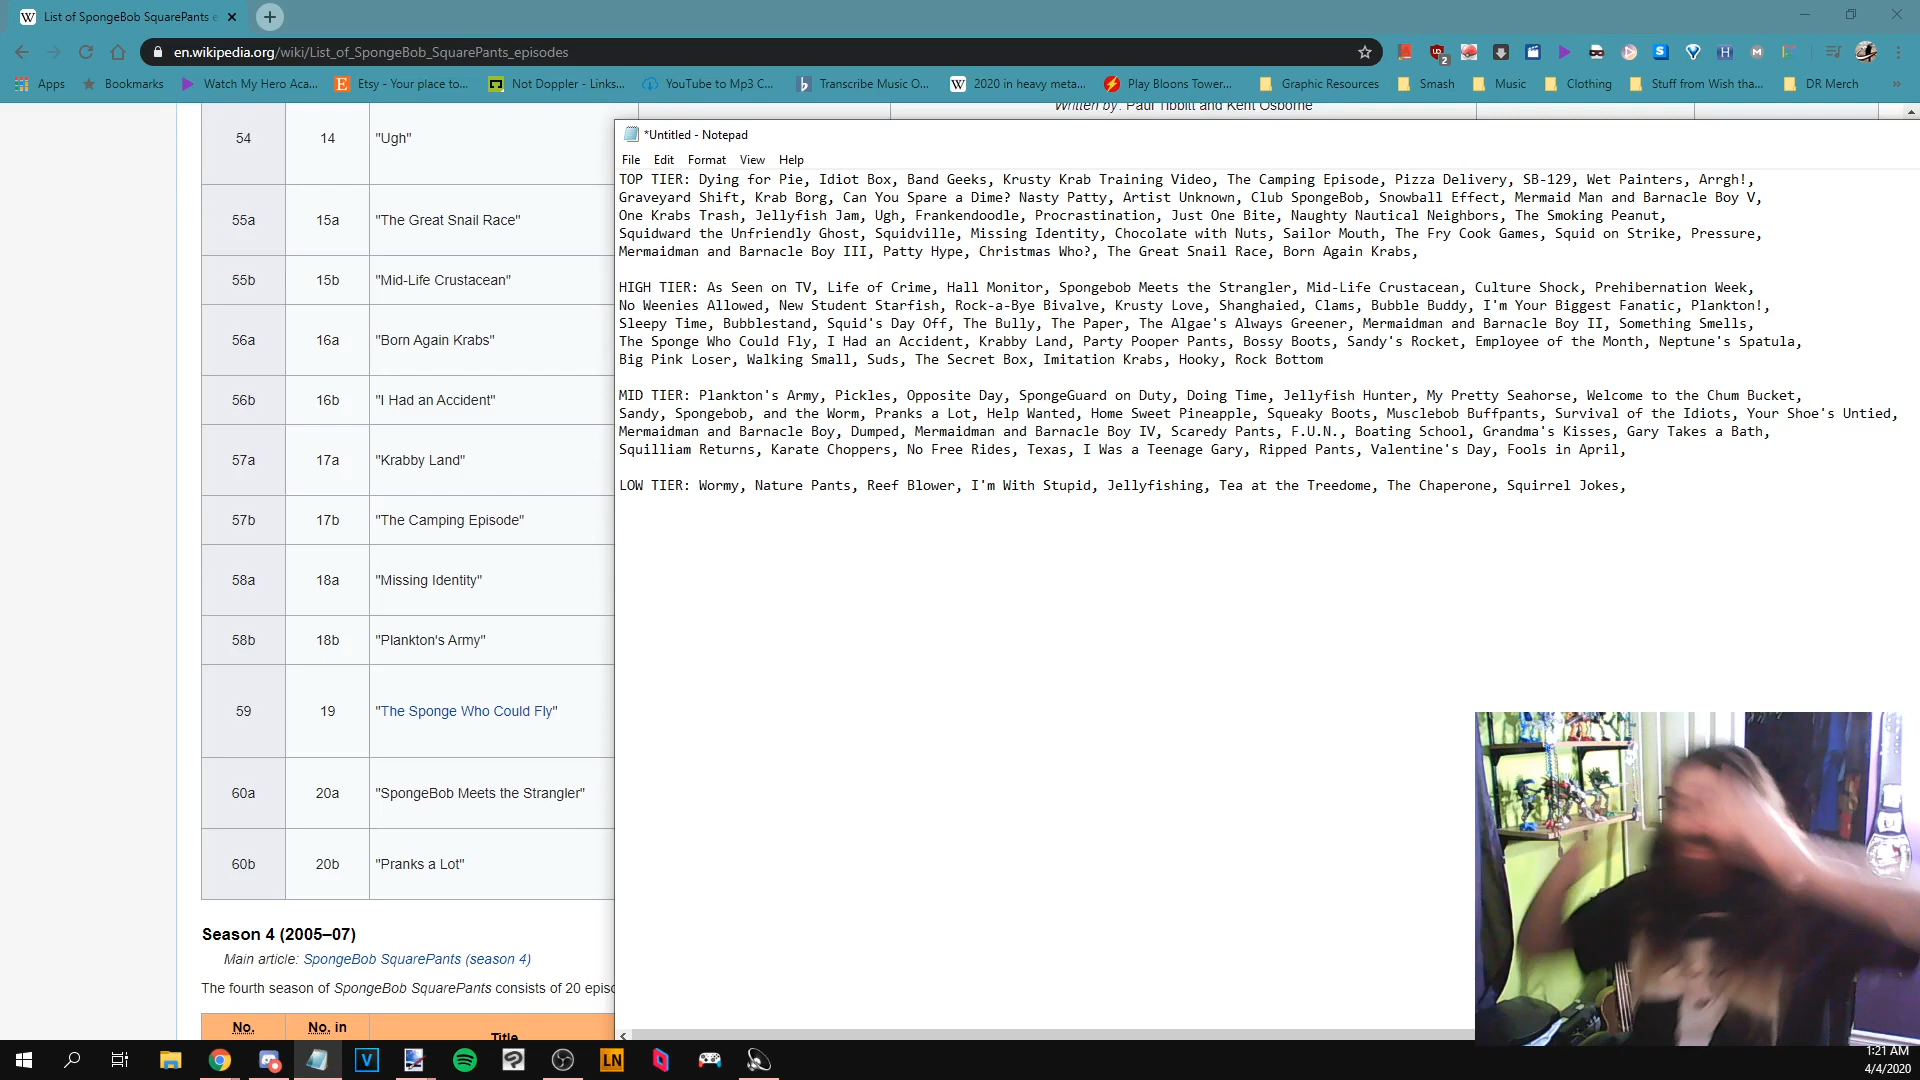 List of SpongeBob SquarePants e
en.wikipedia.org/wiki/List_of_SpongeBob_SquarePants_episodes
2
Apps Bookmarks Watch My Hero Aca... Etsy - Your place to... Not Doppler - Links... YouTube to Mp3 C... Transcribe Music O... 2020 in heavy meta... Play Bloons Tower... Graphic Resources Smash Music Clothing Stuff from Wish tha... DR Merch »
Written by: Paul Tibbitt and Kent Osborne
54 14 "Ugh"
55a 15a "The Great Snail Race"
55b 15b "Mid-Life Crustacean"
56a 16a "Born Again Krabs"
56b 16b "I Had an Accident"
57a 17a "Krabby Land"
57b 17b "The Camping Episode"
58a 18a "Missing Identity"
58b 18b "Plankton's Army"
59 19 "The Sponge Who Could Fly"
60a 20a "SpongeBob Meets the Strangler"
60b 20b "Pranks a Lot"
Season 4 (2005–07)
Main article: SpongeBob SquarePants (season 4)
The fourth season of SpongeBob SquarePants consists of 20 episo
No. No. in Title
*Untitled - Notepad
File Edit Format View Help
TOP TIER: Dying for Pie, Idiot Box, Band Geeks, Krusty Krab Training Video, The Camping Episode, Pizza Delivery, SB-129, Wet Painters, Arrgh!,
Graveyard Shift, Krab Borg, Can You Spare a Dime? Nasty Patty, Artist Unknown, Club SpongeBob, Snowball Effect, Mermaid Man and Barnacle Boy V,
One Krabs Trash, Jellyfish Jam, Ugh, Frankendoodle, Procrastination, Just One Bite, Naughty Nautical Neighbors, The Smoking Peanut,
Squidward the Unfriendly Ghost, Squidville, Missing Identity, Chocolate with Nuts, Sailor Mouth, The Fry Cook Games, Squid on Strike, Pressure,
Mermaidman and Barnacle Boy III, Patty Hype, Christmas Who?, The Great Snail Race, Born Again Krabs,
HIGH TIER: As Seen on TV, Life of Crime, Hall Monitor, Spongebob Meets the Strangler, Mid-Life Crustacean, Culture Shock, Prehibernation Week,
No Weenies Allowed, New Student Starfish, Rock-a-Bye Bivalve, Krusty Love, Shanghaied, Clams, Bubble Buddy, I'm Your Biggest Fanatic, Plankton!,
Sleepy Time, Bubblestand, Squid's Day Off, The Bully, The Paper, The Algae's Always Greener, Mermaidman and Barnacle Boy II, Something Smells,
The Sponge Who Could Fly, I Had an Accident, Krabby Land, Party Pooper Pants, Bossy Boots, Sandy's Rocket, Employee of the Month, Neptune's Spatula,
Big Pink Loser, Walking Small, Suds, The Secret Box, Imitation Krabs, Hooky, Rock Bottom
MID TIER: Plankton's Army, Pickles, Opposite Day, SpongeGuard on Duty, Doing Time, Jellyfish Hunter, My Pretty Seahorse, Welcome to the Chum Bucket,
Sandy, Spongebob, and the Worm, Pranks a Lot, Help Wanted, Home Sweet Pineapple, Squeaky Boots, Musclebob Buffpants, Survival of the Idiots, Your Shoe's Untied,
Mermaidman and Barnacle Boy, Dumped, Mermaidman and Barnacle Boy IV, Scaredy Pants, F.U.N., Boating School, Grandma's Kisses, Gary Takes a Bath,
Squilliam Returns, Karate Choppers, No Free Rides, Texas, I Was a Teenage Gary, Ripped Pants, Valentine's Day, Fools in April,
LOW TIER: Wormy, Nature Pants, Reef Blower, I'm With Stupid, Jellyfishing, Tea at the Treedome, The Chaperone, Squirrel Jokes,
LN
1:21 AM
4/4/2020